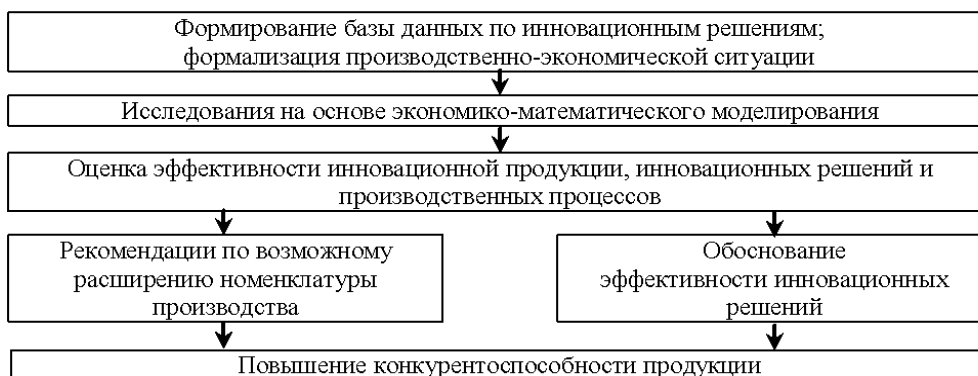 Формирование базы данных по инновационным решениям;
формализация производственно-экономической ситуации
Исследования на основе экономико-математического моделирования
Оценка эффективности инновационной продукции, инновационных решений и
производственных процессов
Рекомендации по возможному
расширению номенклатуры
производства
Обоснование
эффективности инновационных
решений
Повышение конкурентоспособности продукции